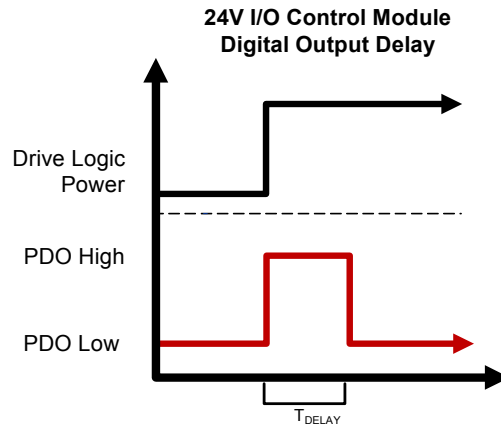 24V I/O Control Module
Digital Output Delay
Drive Logic
Power
PDO High
PDO Low
TDELAY